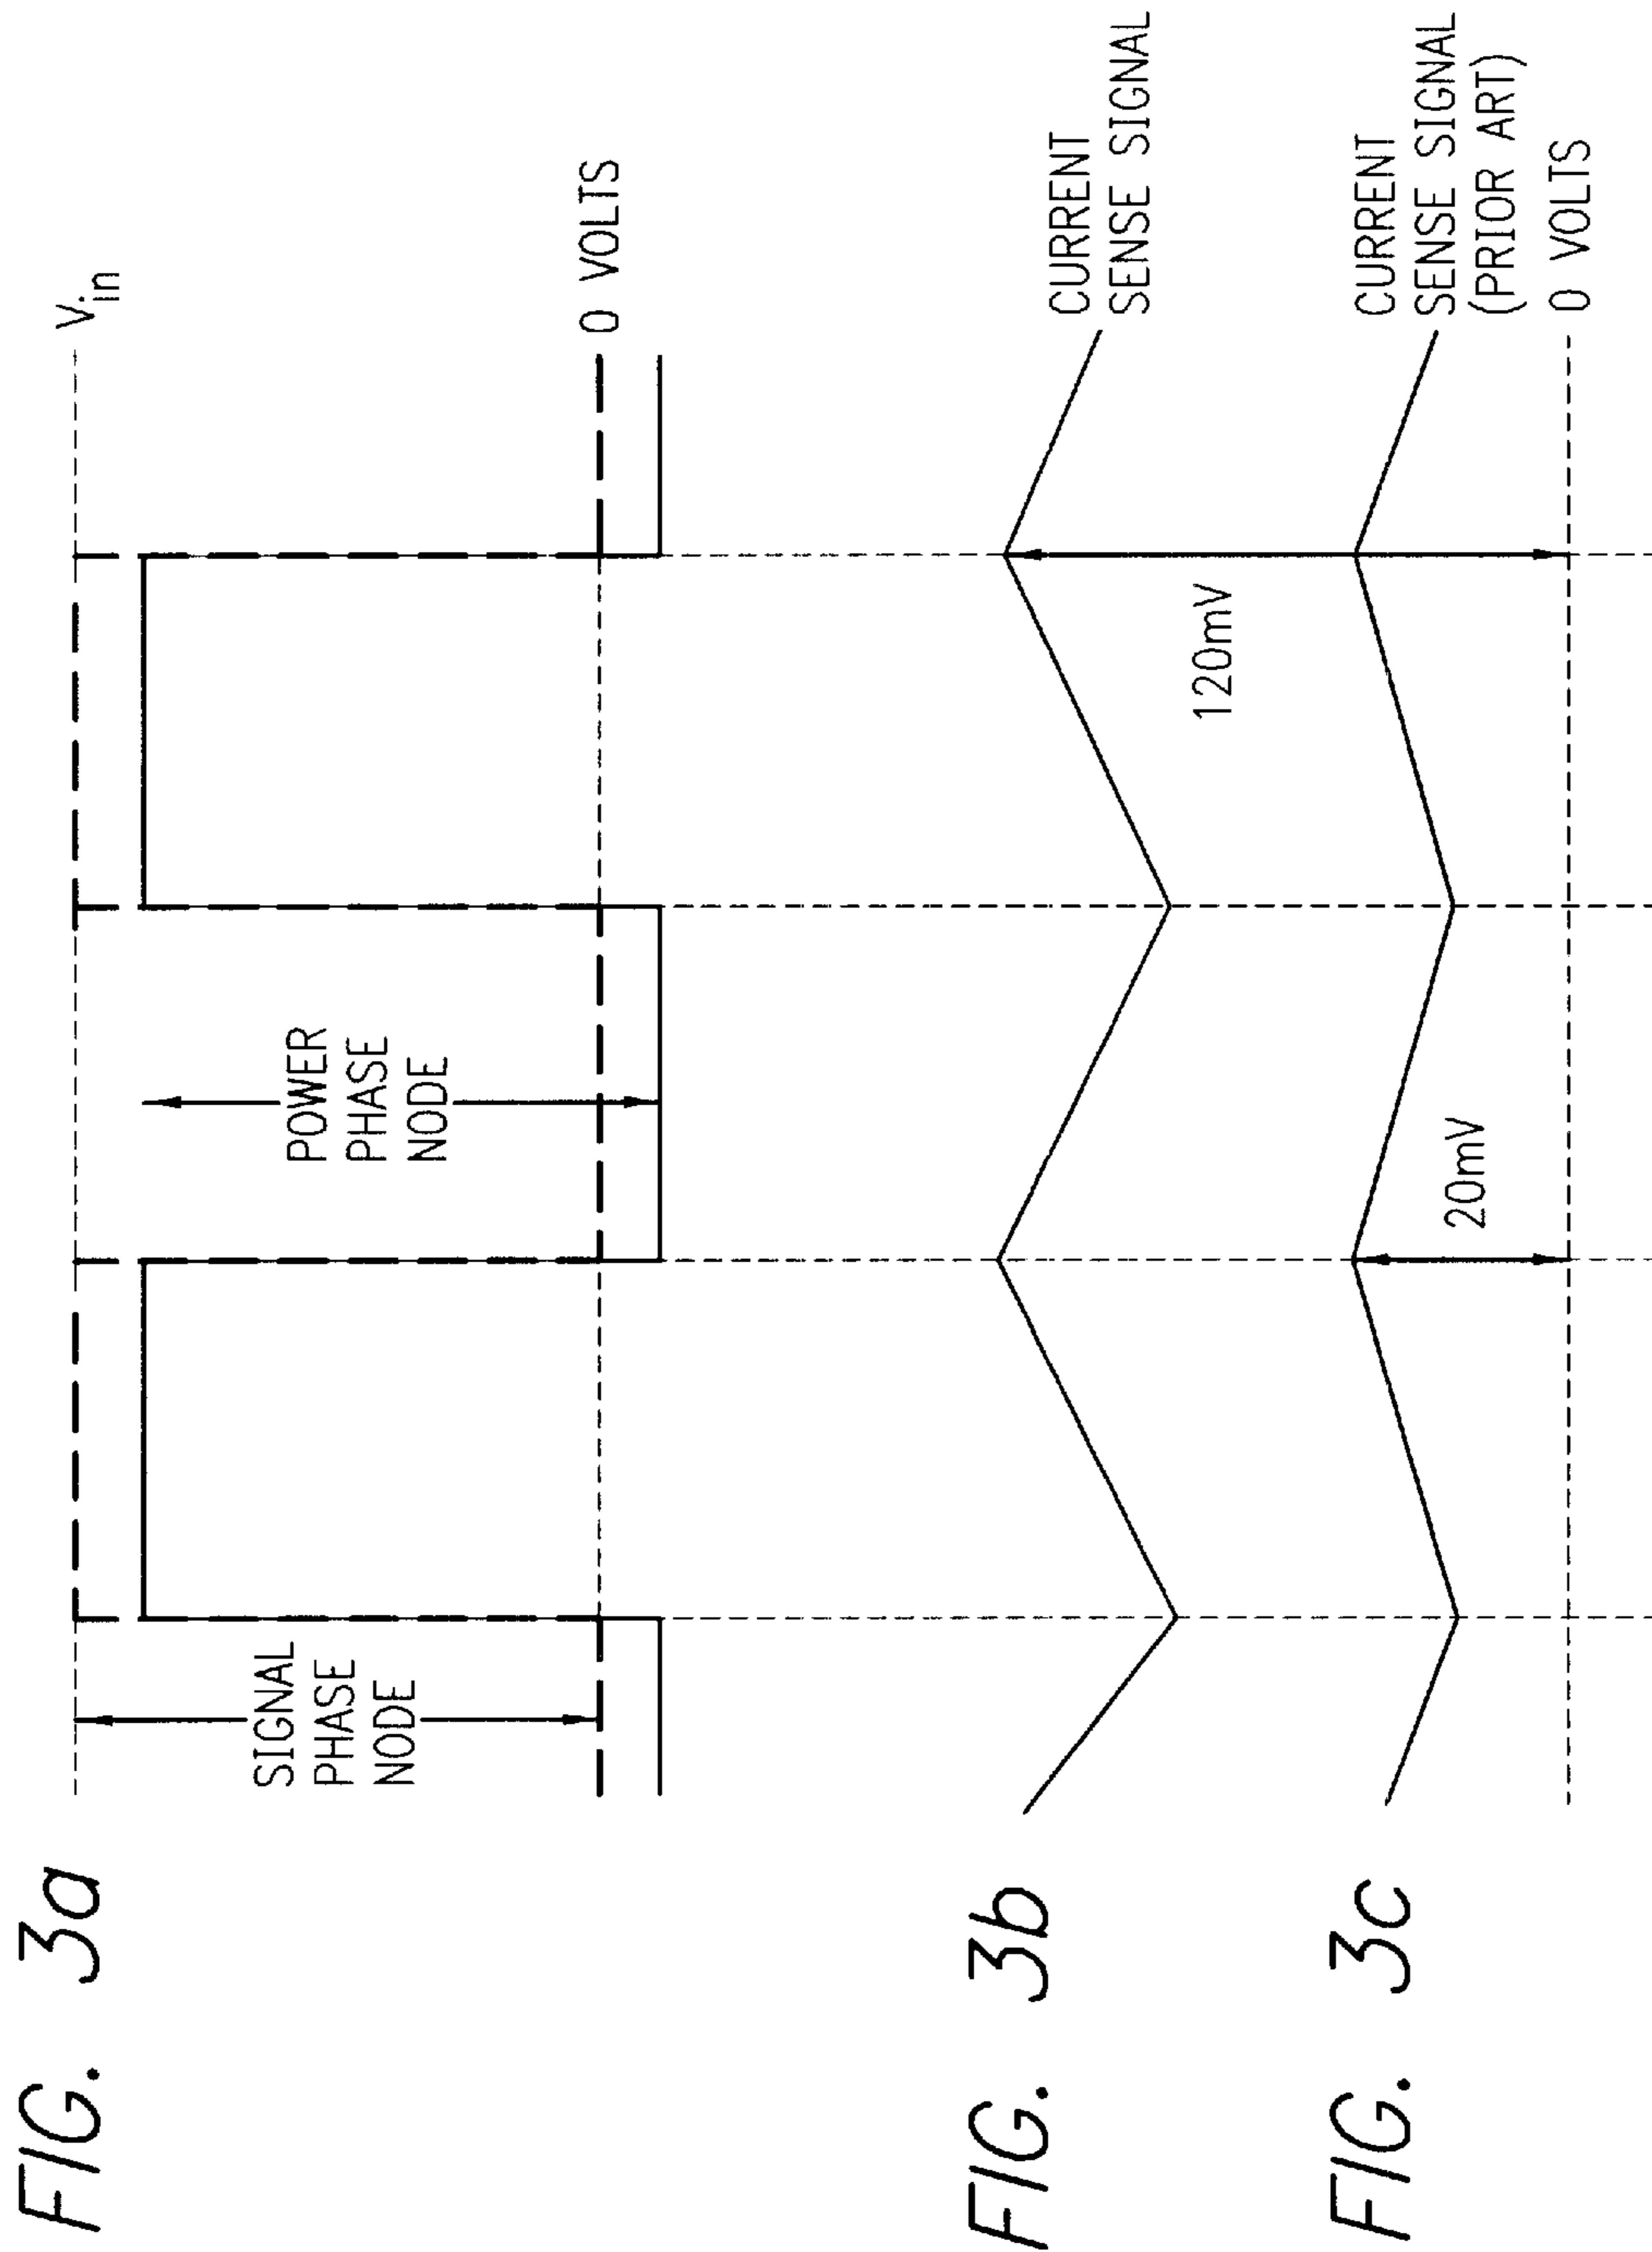 FIG. 3a
SIGNAL
PHASE
NODE
POWER
PHASE
NODE
Vin
0 VOLTS
FIG. 3b
CURRENT
SENSE SIGNAL
120mV
FIG. 3c
20mV
CURRENT
SENSE SIGNAL
(PRIOR ART)
0 VOLTS